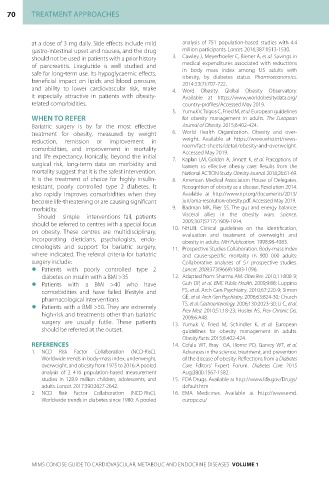 70 TREATMENT APPROACHES
at a dose of 3 mg daily. Side effects include mild
gastro-intestinal upset and nausea, and the drug
should not be used in patients with a prior history
of pancreatitis. Liraglutide is well studied and
safe for long-term use. Its hypoglycaemic effects,
beneficial impact on lipids and blood pressure,
and ability to lower cardiovascular risk, make
it especially attractive in patients with obesity-
related comorbidities.
WHEN TO REFER
Bariatric surgery is by far the most effective
treatment for obesity, measured by weight
reduction, remission or improvement in
comorbidities, and improvement in mortality
and life expectancy. Ironically, beyond the initial
surgical risk, long-term data on morbidity and
mortality suggest that it is the safest intervention.
It is the treatment of choice for highly insulin-
resistant, poorly controlled type 2 diabetes. It
also rapidly improves comorbidities when they
become life-threatening or are causing significant
morbidity.
Should simple interventions fail, patients
should be referred to centres with a special focus
on obesity. These centres are multidisciplinary,
incorporating dieticians, psychologists, endo-
crinologists and support for bariatric surgery,
where indicated. The referral criteria for bariatric
surgery include:
• Patients with poorly controlled type 2
diabetes on insulin with a BMI >35
• Patients with a BMI >40 who have
comorbidities and have failed lifestyle and
pharmacological interventions
• Patients with a BMI >50. They are extremely
high-risk and treatments other than bariatric
surgery are usually futile. These patients
should be referred at the outset.
REFERENCES
1. NCD Risk Factor Collaboration (NCD-RisC).
Worldwide trends in body-mass index, underweight,
overweight, and obesity from 1975 to 2016: A pooled
analysis of 2 416 population-based measurement
studies in 128.9 million children, adolescents, and
adults. Lancet 2017;390:2627-2642.
2. NCD Risk Factor Collaboration (NCD-RisC).
Worldwide trends in diabetes since 1980: A pooled
analysis of 751 population-based studies with 4.4
million participants. Lancet 2016;387:1513-1530.
3. Cawley J, Meyerhoefer C, Biener A, et al. Savings in
medical expenditures associated with reductions
in body mass index among US adults with
obesity, by diabetes status. Pharmacoeconomics.
2014;33(7):707–722.
4. Word Obesity. Global Obesity Observatory.
Available at https://www.worldobesitydata.org/
country-profiles/ Accessed May 2019.
5. Yumuk V, Tsigos C, Fried M, et al. European guidelines
for obesity management in adults. The European
Journal of Obesity. 2015;8:402-424.
6. World Health Organization. Obesity and over-
weight. Available at https://www.who.int/news-
room/fact-sheets/detail/obesity-and-overweight.
Accessed May 2019.
7. Kaplan LM, Golden A, Jinnett K, et al. Perceptions of
barriers to effective obesity care: Results from the
National ACTION Study. Obesity Journal 2018;26:61-69.
8. American Medical Association House of Delegates.
Recognition of obesity as a disease. Resolution 2014.
Available at http://www.npr.org/documents/2013/
jun/ama-resolution-obesity.pdf. Accessed May 2019.
9. Badman MK, Flier SS. The gut and energy balance:
Visceral allies in the obesity wars. Science.
2005;307(5717):1909-1914.
10. NHLBI. Clinical guidelines on the identification,
evaluation and treatment of overweight and
obesity in adults. NIH Publication. 1998;98-4083.
11. Prospective Studies Collaboration. Body-mass index
and cause-specific mortality in 900 000 adults:
Collaborative analyses of 57 prospective studies.
Lancet. 2009;373(9669):1083-1096.
12. Adapted from: Sharma AM. Obes Rev. 2010;11:808-9;
Guh DP, et al. BMC Public Health. 2009;9:88; Luppino
FS, et al. Arch Gen Psychiatry. 2010;67:220-9; Simon
GE, et al. Arch Gen Psychiatry. 2006;63:824-30; Church
TS, et al. Gastroenterology. 2006;130:2023-30; Li C, et al.
Prev Med. 2010;51:18-23; Hosler AS. Prev Chronic Dis.
2009;6:A48.
13. Yumuk V, Fried M, Schindler K, et al. European
guidelines for obesity management in adults.
Obesity Facts 2015;8:402-424.
14. Cefalu WT, Bray GA, Home PD, Garvey WT, et al.
Advances in the science, treatment, and prevention
of the disease of obesity: Reflections from a Diabetes
Care Editors' Expert Forum. Diabetes Care. 2015
Aug;38(8):1567-1582.
15. FDA Drugs. Available at http://www.fda.gov/Drugs/
default.htm
16. EMA Medicines. Available at http://www.emd.
europa.eu/
MIMS CONCISE GUIDE TO CARDIOVASCULAR, METABOLIC AND ENDOCRINE DISEASES VOLUME 1